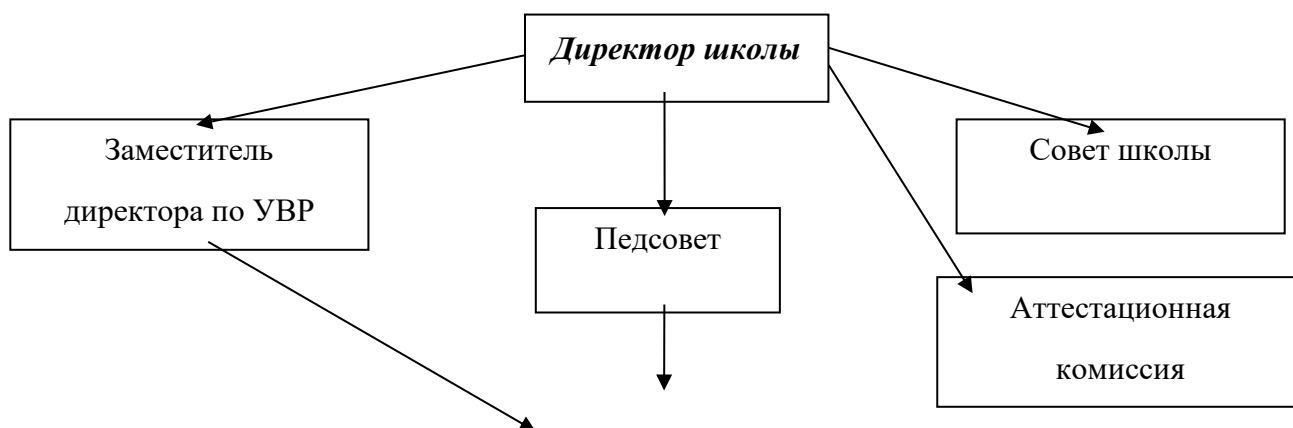 Директор школы
Заместитель
директора по УВР
Совет школы
Педсовет
Аттестационная
комиссия